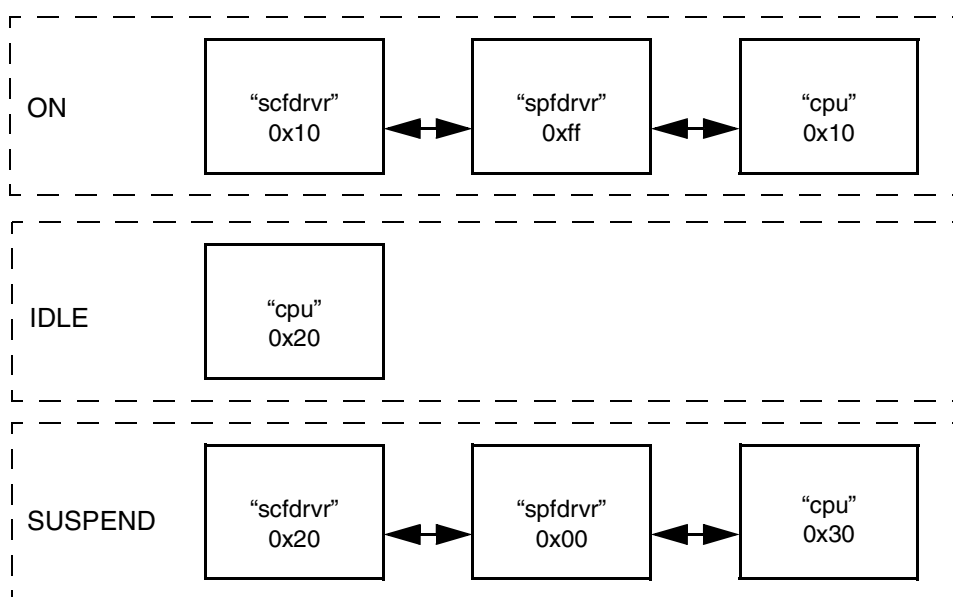 ON
“scfdrvr”
0x10
“spfdrvr”
0xff
“cpu”
0x10
IDLE
“cpu”
0x20
SUSPEND
“scfdrvr”
0x20
“spfdrvr”
0x00
“cpu”
0x30